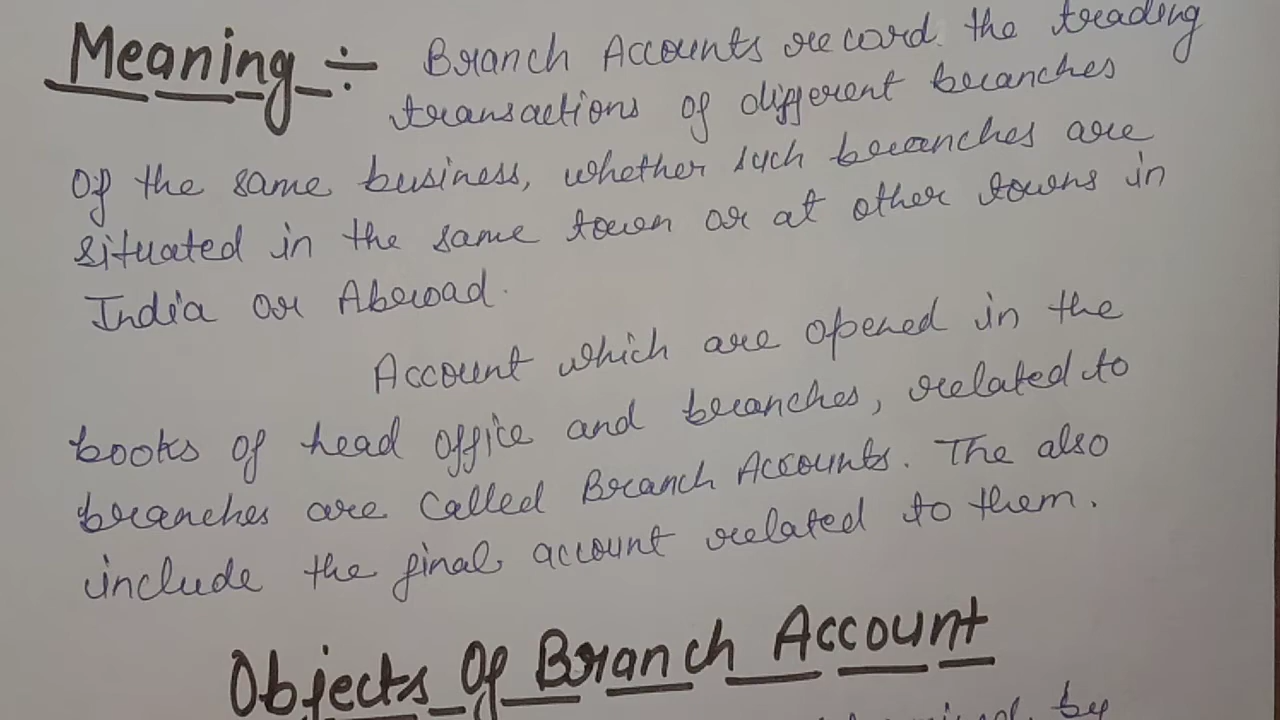 Meaning ÷ Branch Accounts record the treading
transactions of different branches
Of the same business, whether such branches are
situated in the same town or at other towns in
India or Abroad.
Account which are opened in the
books of head office and branches, related to
branches are called Branch Accounts. The also
include the final account related to them.
Objects Of Branch Account
by